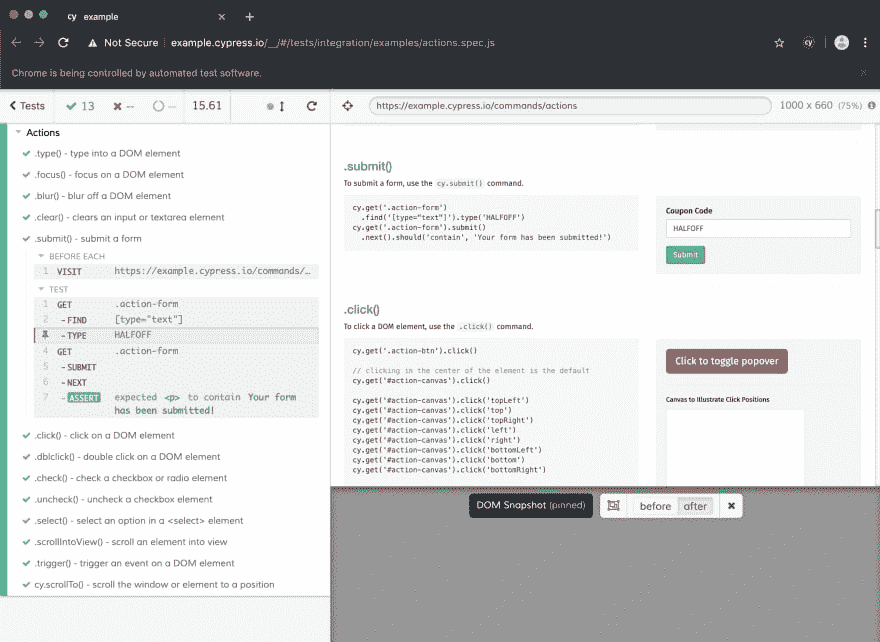 cy example
Not Secure example.cypress.io/__/#/tests/integration/examples/actions.spec.js
cy
Chrome is being controlled by automated test software.
Tests 13 -- -- 15.61
https://example.cypress.io/commands/actions 1000 x 660 (75%)
Actions
.type() - type into a DOM element
.focus() - focus on a DOM element
.blur() - blur off a DOM element
.clear() - clears an input or textarea element
.submit() - submit a form
BEFORE EACH
1 VISIT https://example.cypress.io/commands/…
TEST
1 GET .action-form
2 - FIND [type="text"]
- TYPE HALFOFF
4 GET .action-form
5 - SUBMIT
6 - NEXT
7 - ASSERT expected <p> to contain Your form
has been submitted!
.click() - click on a DOM element
.dblclick() - double click on a DOM element
.check() - check a checkbox or radio element
.uncheck() - uncheck a checkbox element
.select() - select an option in a <select> element
.scrollIntoView() - scroll an element into view
.trigger() - trigger an event on a DOM element
cy.scrollTo() - scroll the window or element to a position
.submit()
To submit a form, use the cy.submit() command.
cy.get('.action-form')
.find('[type="text"]').type('HALFOFF')
cy.get('.action-form').submit()
.next().should('contain', 'Your form has been submitted!')
Coupon Code
HALFOFF
Submit
.click()
To click a DOM element, use the .click() command.
cy.get('.action-btn').click()
// clicking in the center of the element is the default
cy.get('#action-canvas').click()
cy.get('#action-canvas').click('topLeft')
cy.get('#action-canvas').click('top')
cy.get('#action-canvas').click('topRight')
cy.get('#action-canvas').click('left')
cy.get('#action-canvas').click('right')
cy.get('#action-canvas').click('bottomLeft')
cy.get('#action-canvas').click('bottom')
cy.get('#action-canvas').click('bottomRight')
Click to toggle popover
Canvas to Illustrate Click Positions
DOM Snapshot (pinned) before after